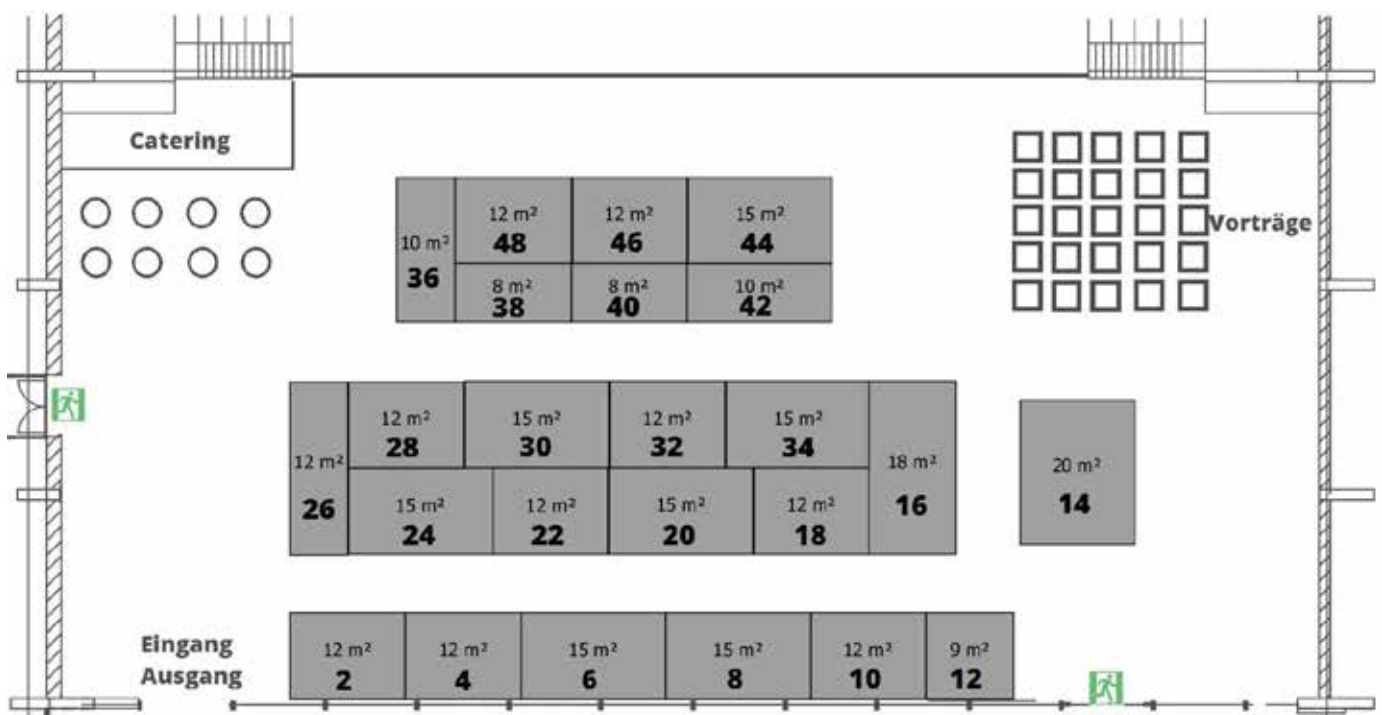 Catering
Vorträge
10 m²
36
12 m²
48
12 m²
46
15 m²
44
8 m²
38
8 m²
40
10 m²
42
12 m²
26
12 m²
28
15 m²
30
12 m²
32
15 m²
34
18 m²
16
15 m²
24
12 m²
22
15 m²
20
12 m²
18
20 m²
14
Eingang
Ausgang
12 m²
2
12 m²
4
15 m²
6
15 m²
8
12 m²
10
9 m²
12